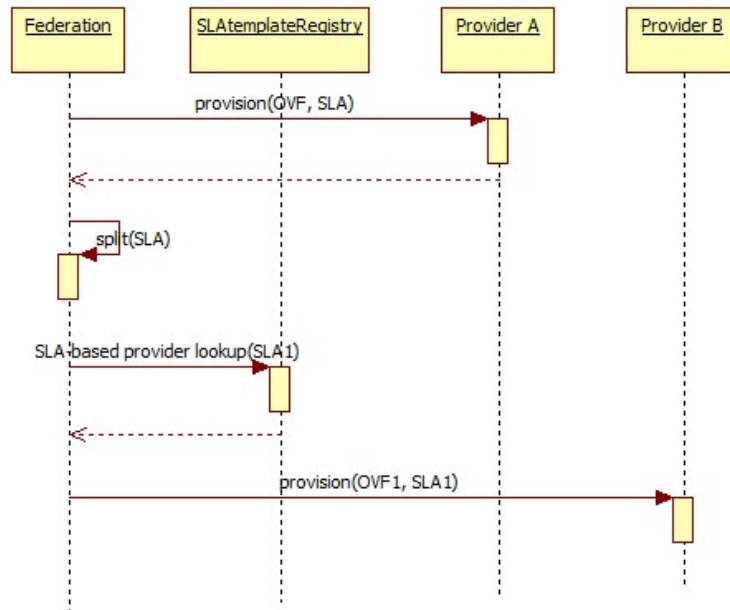 Federation
SLAtemplateRegistry
Provider A
Provider B
provision(OVF, SLA)
split(SLA)
SLA-based provider lookup(SLA1)
provision(OVF1, SLA1)